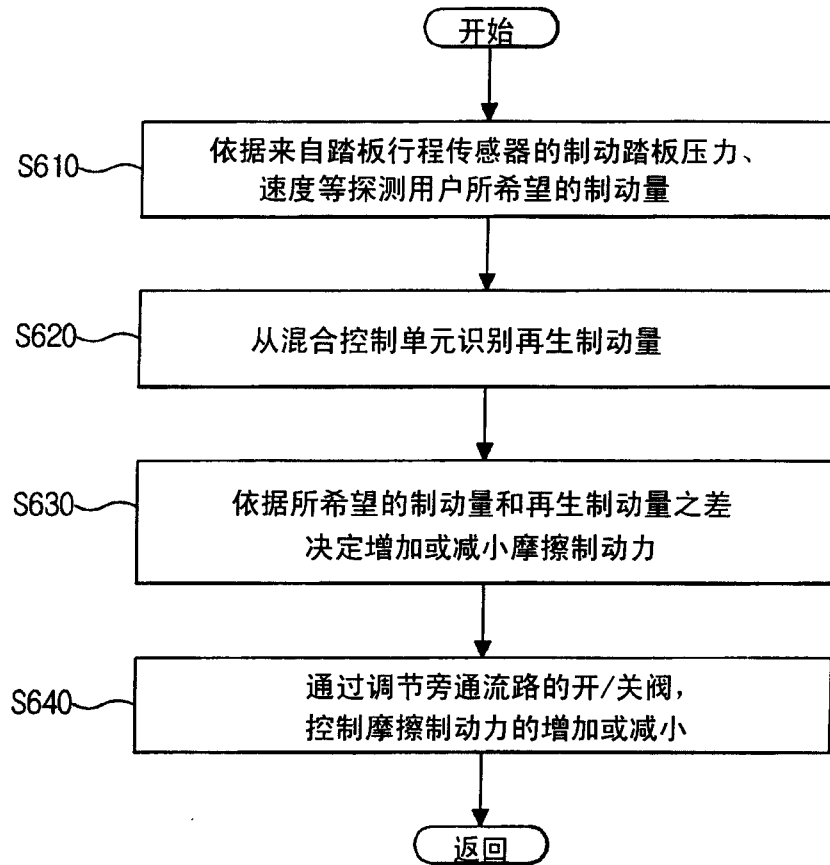 开始
S610
依据来自踏板行程传感器的制动踏板压力、
速度等探测用户所希望的制动量
S620
从混合控制单元识别再生制动量
S630
依据所希望的制动量和再生制动量之差
决定增加或减小摩擦制动力
S640
通过调节旁通流路的开/关阀，
控制摩擦制动力的增加或减小
返回